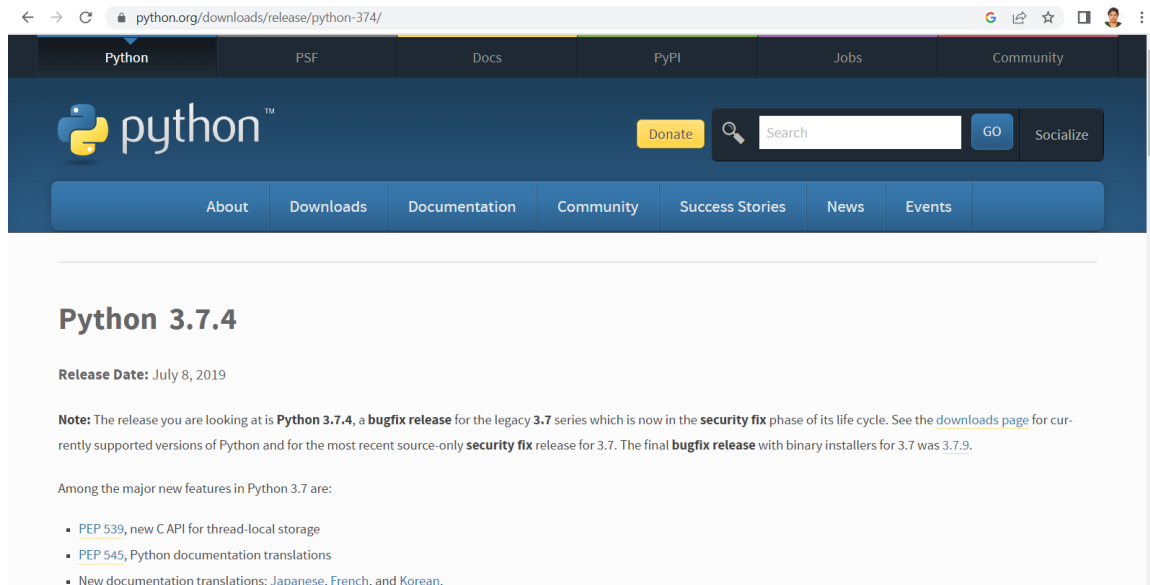 python.org/downloads/release/python-374/
Python PSF Docs PyPI Jobs Community
python™
Donate Search GO Socialize
About Downloads Documentation Community Success Stories News Events
Python 3.7.4
Release Date: July 8, 2019
Note: The release you are looking at is Python 3.7.4, a bugfix release for the legacy 3.7 series which is now in the security fix phase of its life cycle. See the downloads page for cur-
rently supported versions of Python and for the most recent source-only security fix release for 3.7. The final bugfix release with binary installers for 3.7 was 3.7.9.
Among the major new features in Python 3.7 are:
▪ PEP 539, new C API for thread-local storage
▪ PEP 545, Python documentation translations
▪ New documentation translations: Japanese, French, and Korean.